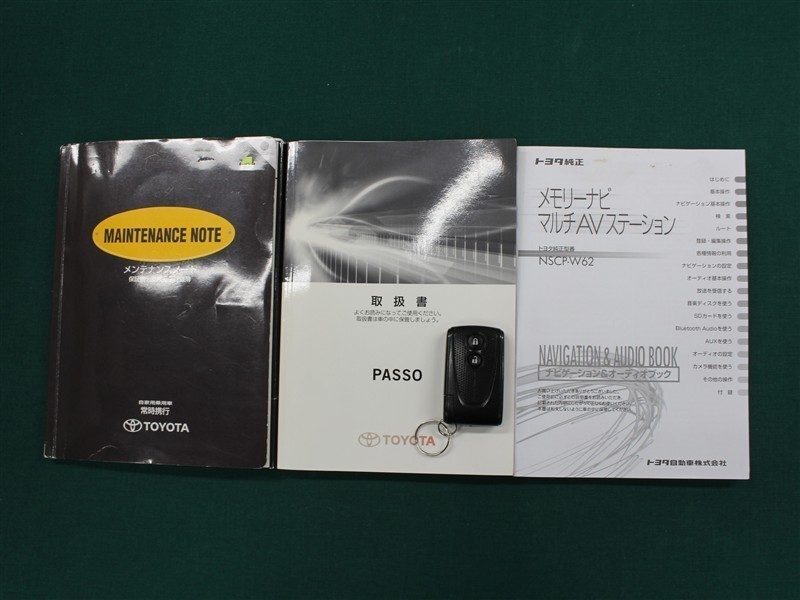 MAINTENANCE NOTE
メンテナンスノート
自家用乗用車
常時携行
TOYOTA
取扱書
よくお読みになってご使用ください。
取扱書は車の中に保管しましょう。
PASSO
TOYOTA
トヨタ純正
メモリーナビ
マルチAVステーション
トヨタ純正型番
NSCP-W62
はじめに
基本操作
ナビゲーション基本操作
検 索
ルート
登録・編集操作
各種情報の利用
ナビゲーションの設定
オーディオ基本操作
放送を受信する
音楽ディスクを使う
SDカードを使う
Bluetooth Audioを使う
AUXを使う
オーディオの設定
カメラ機能を使う
その他の操作
付 録
NAVIGATION & AUDIO BOOK
ナビゲーション&オーディオブック
トヨタ自動車株式会社